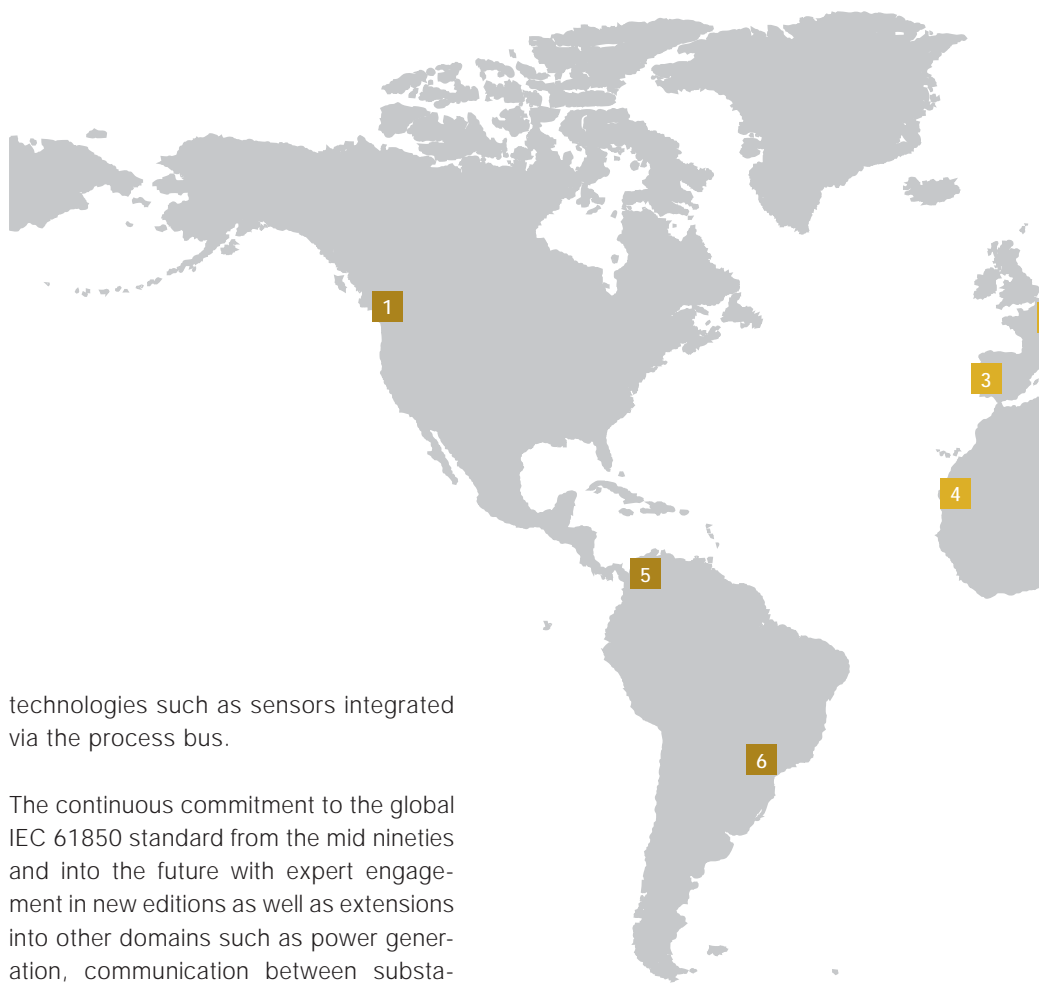 1
3
4
5
6
technologies such as sensors integrated
via the process bus.
The continuous commitment to the global
IEC 61850 standard from the mid nineties
and into the future with expert engage-
ment in new editions as well as extensions
into other domains such as power gener-
ation, communication between substa-